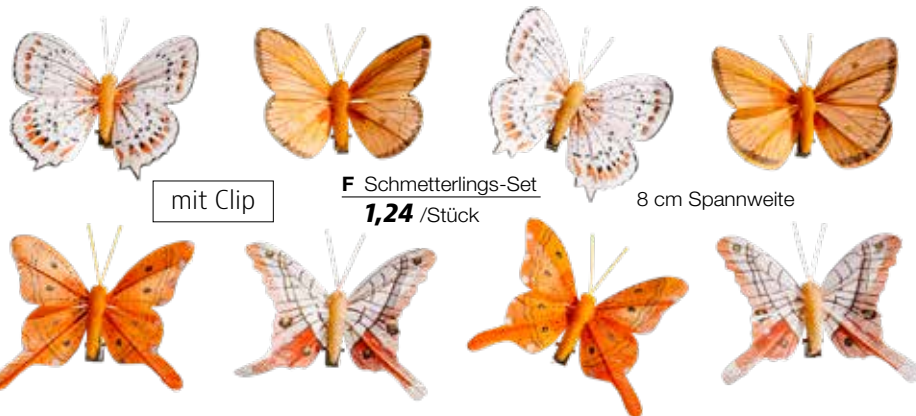 mit Clip
F Schmetterlings-Set
1,24 /Stück
8 cm Spannweite